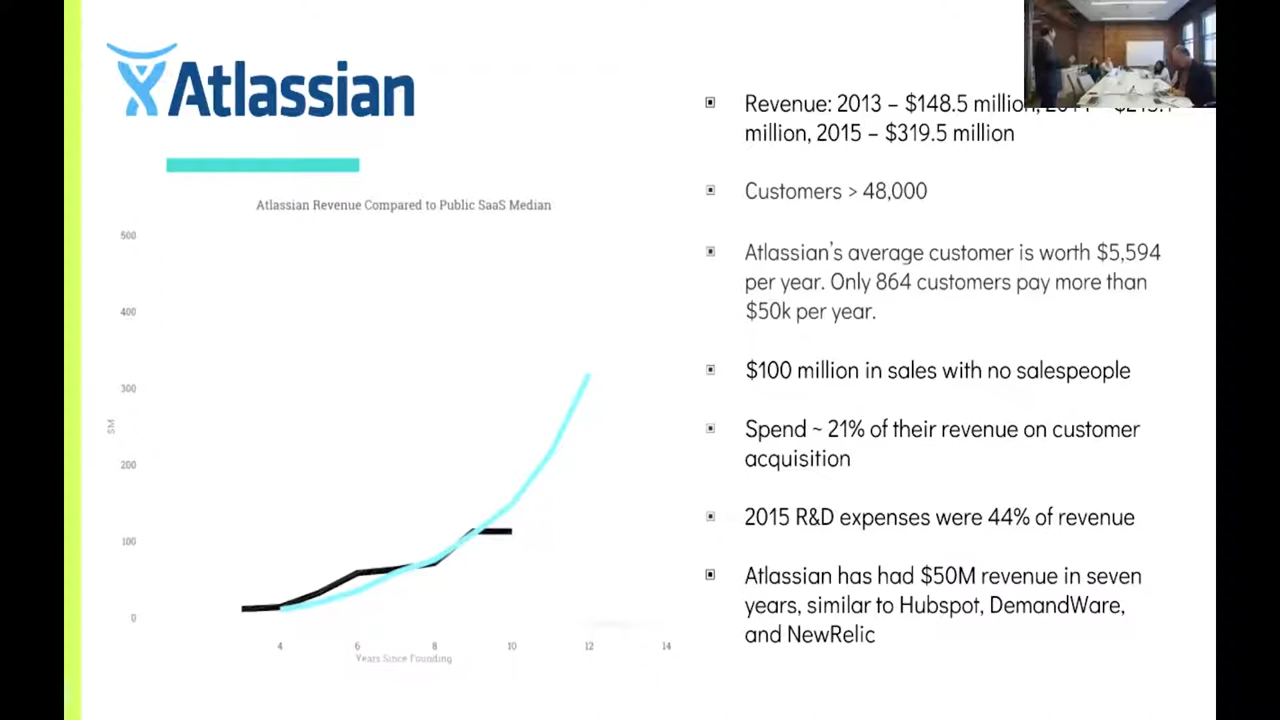 Atlassian
Atlassian Revenue Compared to Public SaaS Median
500
400
300
200
100
0
$M
4
6
8
10
12
14
Years Since Founding
Revenue: 2013 – $148.5 million,
million, 2015 – $319.5 million
Customers > 48,000
Atlassian's average customer is worth $5,594
per year. Only 864 customers pay more than
$50k per year.
$100 million in sales with no salespeople
Spend ~ 21% of their revenue on customer
acquisition
2015 R&D expenses were 44% of revenue
Atlassian has had $50M revenue in seven
years, similar to Hubspot, DemandWare,
and NewRelic